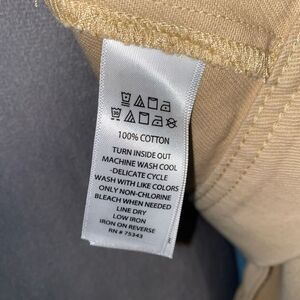 100% COTTON
TURN INSIDE OUT
MACHINE WASH COOL
-DELICATE CYCLE
WASH WITH LIKE COLORS
ONLY NON-CHLORINE
BLEACH WHEN NEEDED
LINE DRY
LOW IRON
IRON ON REVERSE
RN # 75343